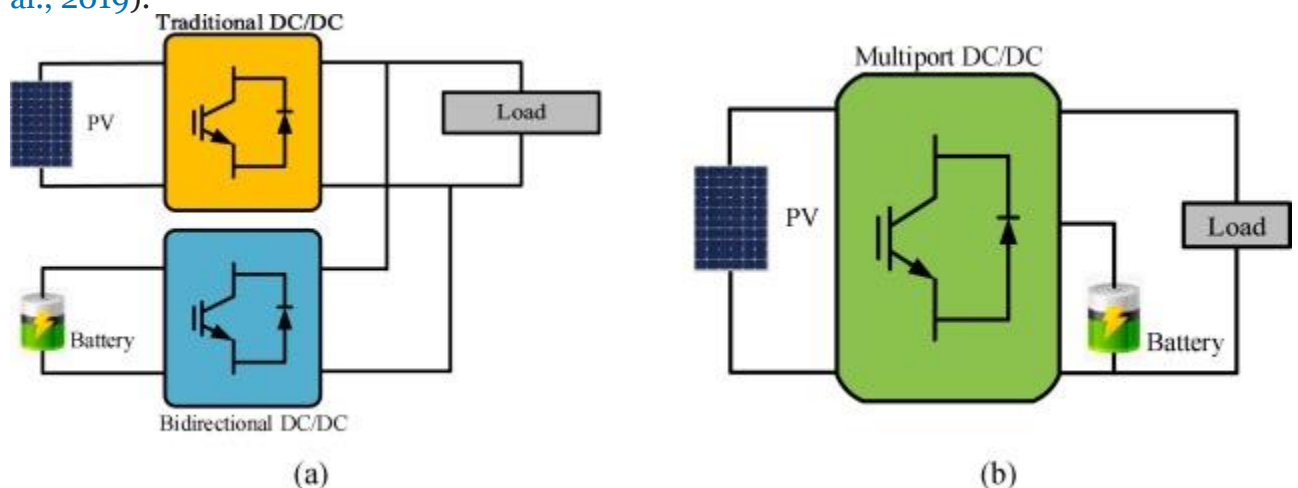 al., 2019).
Traditional DC/DC
PV
Load
Battery
Bidirectional DC/DC
(a)
Multiport DC/DC
PV
Load
Battery
(b)